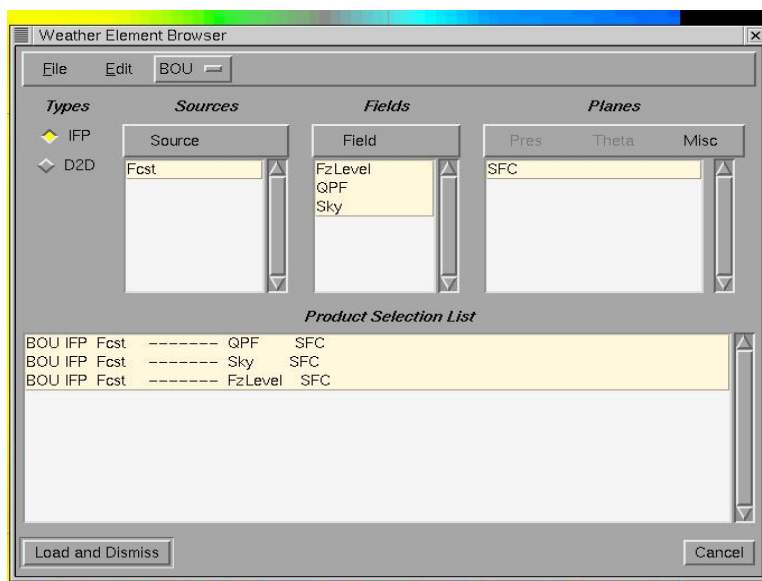 Weather Element Browser
File Edit BOU
Types Sources Fields Planes
IFP Source Field Pres Theta Misc
D2D Fcst FzLevel SFC
QPF
Sky
Product Selection List
BOU IFP Fcst ------- QPF SFC
BOU IFP Fcst ------- Sky SFC
BOU IFP Fcst ------- FzLevel SFC
Load and Dismiss Cancel